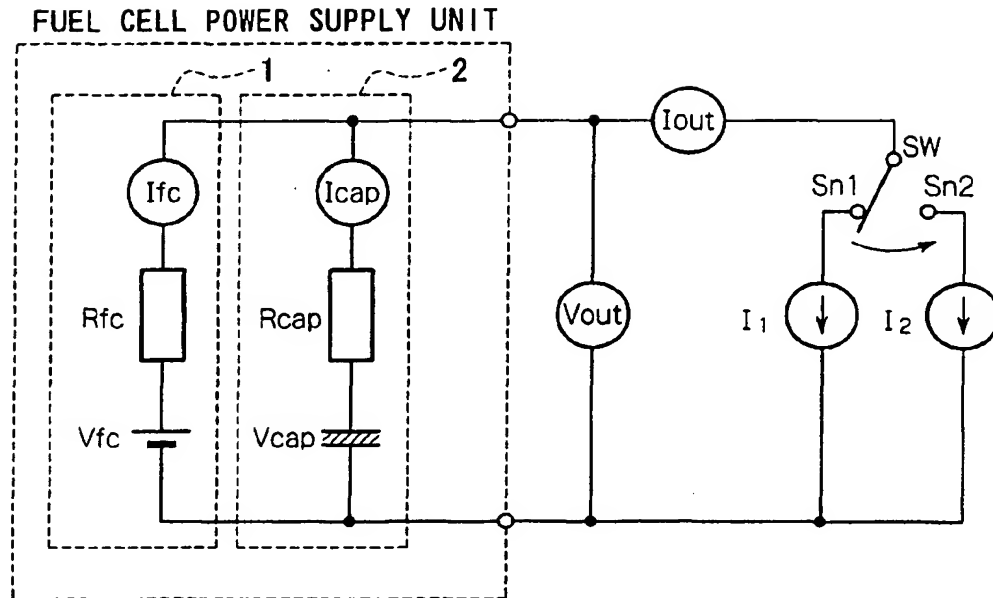 FUEL CELL POWER SUPPLY UNIT
1
2
Iout
SW
Ifc
Icap
Sn1
Sn2
Rfc
Rcap
Vout
I1
I2
Vfc
Vcap